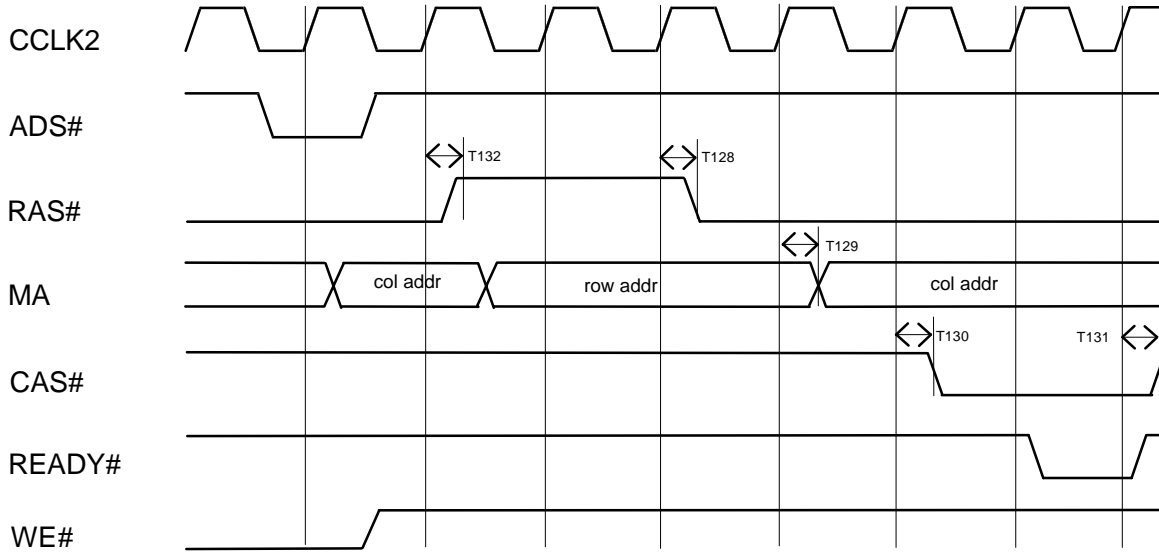 CCLK2
ADS#
T132
T128
RAS#
T129
MA
col addr
row addr
col addr
T130
T131
CAS#
READY#
WE#